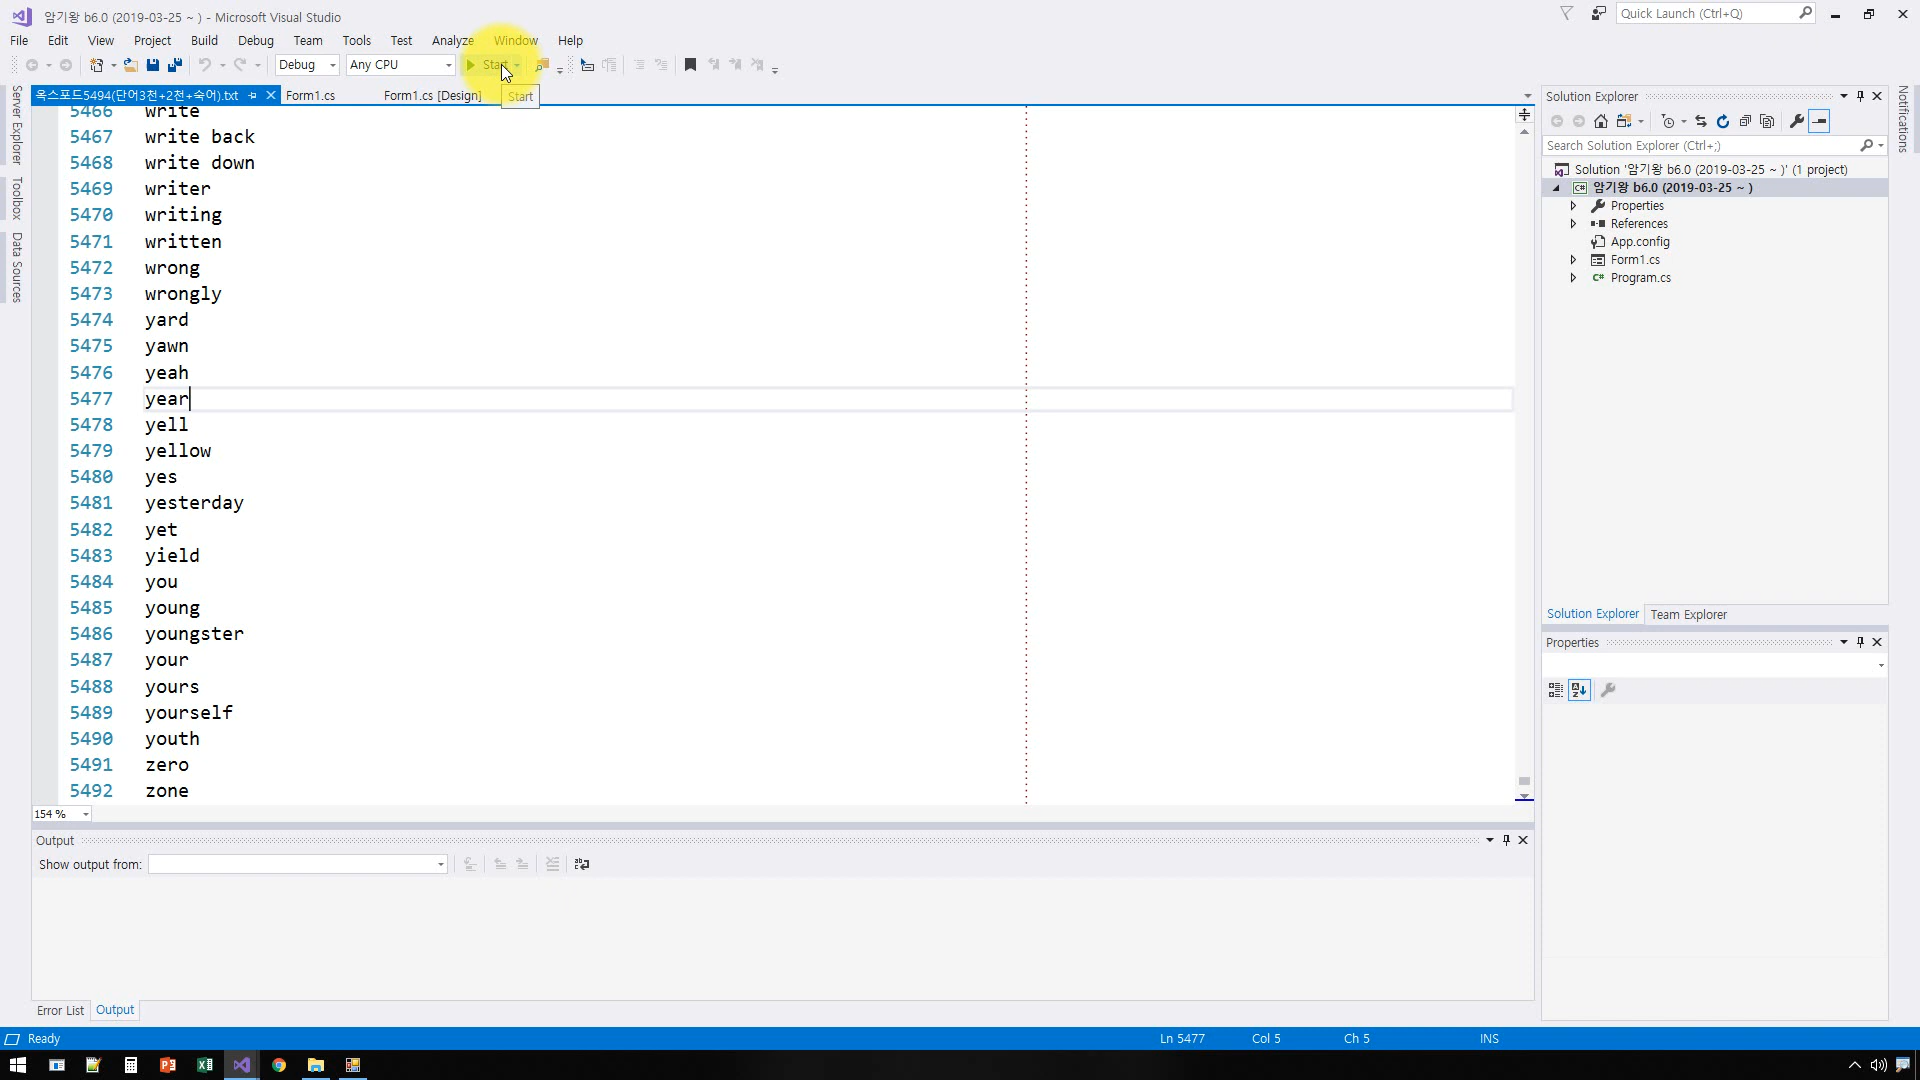 암기왕 b6.0 (2019-03-25 ~ ) - Microsoft Visual Studio
Quick Launch (Ctrl+Q)
File Edit View Project Build Debug Team Tools Test Analyze Window Help
Debug Any CPU Start
Start
옥스포드5494(단어3천+2천+숙어).txt Form1.cs Form1.cs [Design]
Server Explorer
Toolbox
Data Sources
5466 write
5467 write back
5468 write down
5469 writer
5470 writing
5471 written
5472 wrong
5473 wrongly
5474 yard
5475 yawn
5476 yeah
5477 year
5478 yell
5479 yellow
5480 yes
5481 yesterday
5482 yet
5483 yield
5484 you
5485 young
5486 youngster
5487 your
5488 yours
5489 yourself
5490 youth
5491 zero
5492 zone
154 %
Output
Show output from:
Error List Output
Solution Explorer
Search Solution Explorer (Ctrl+;)
Solution '암기왕 b6.0 (2019-03-25 ~ )' (1 project)
C# 암기왕 b6.0 (2019-03-25 ~ )
Properties
References
App.config
Form1.cs
C# Program.cs
Solution Explorer Team Explorer
Properties
Notifications
Ready Ln 5477 Col 5 Ch 5 INS